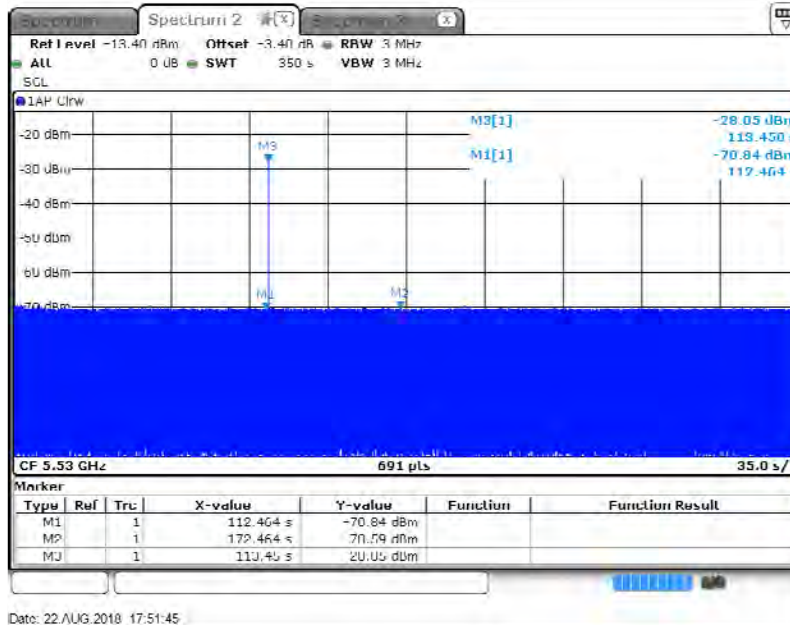 Spectrum 2
Ref Level -13.40 dBm Offset -3.40 dB RBW 3 MHz
Att 0 dB SWT 350 s VBW 3 MHz
SGL
1AP Clrw
M3[1] -28.05 dBm
113.450 s
M1[1] -70.84 dBm
112.464
-20 dBm
M3
-30 dBm
-40 dBm
-50 dBm
-60 dBm
M1 M2
-70 dBm
CF 5.53 GHz 691 pts 35.0 s/
Marker
Type Ref Trc X-value Y-value Function Function Result
M1 1 112.464 s -70.84 dBm
M2 1 172.464 s 70.59 dBm
M3 1 113.45 s 28.05 dBm
Date: 22.AUG.2018 17:51:45